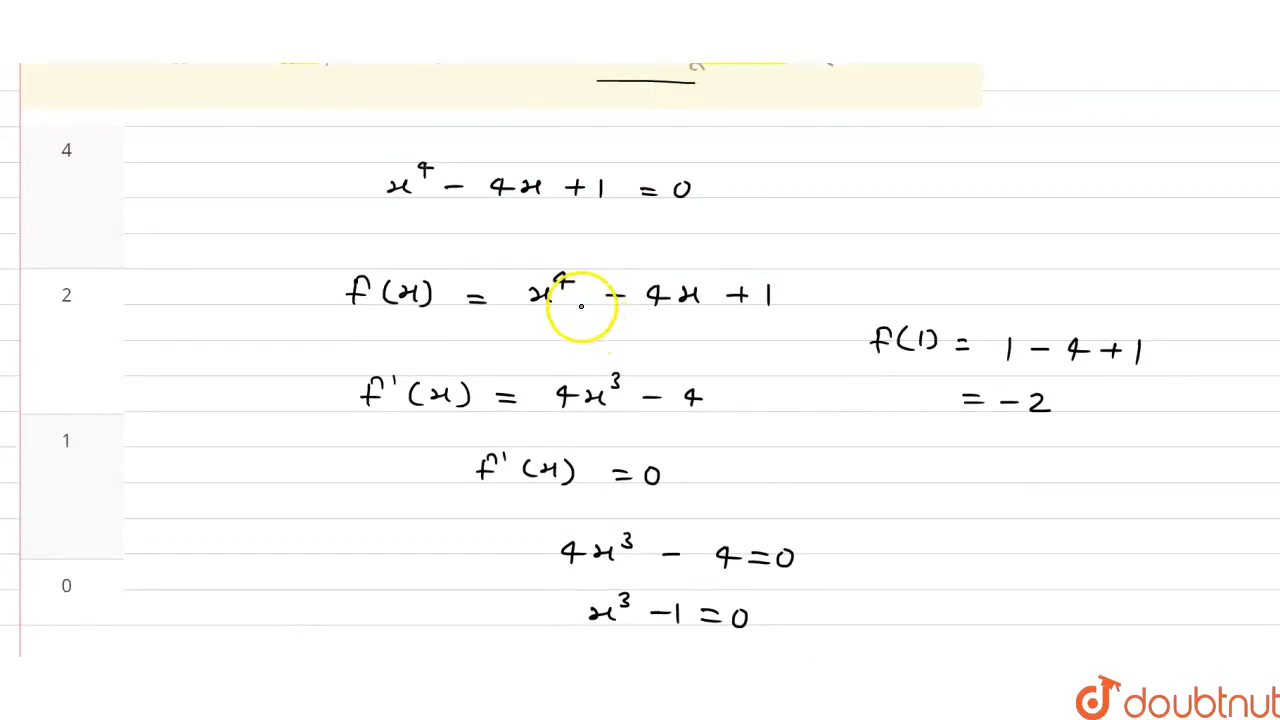 4
x⁴ - 4x + 1 = 0
2
f(x) = x⁴ - 4x + 1
f(1) = 1 - 4 + 1
f'(x) = 4x³ - 4
= -2
1
f'(x) = 0
4x³ - 4 = 0
0
x³ - 1 = 0
doubtnut